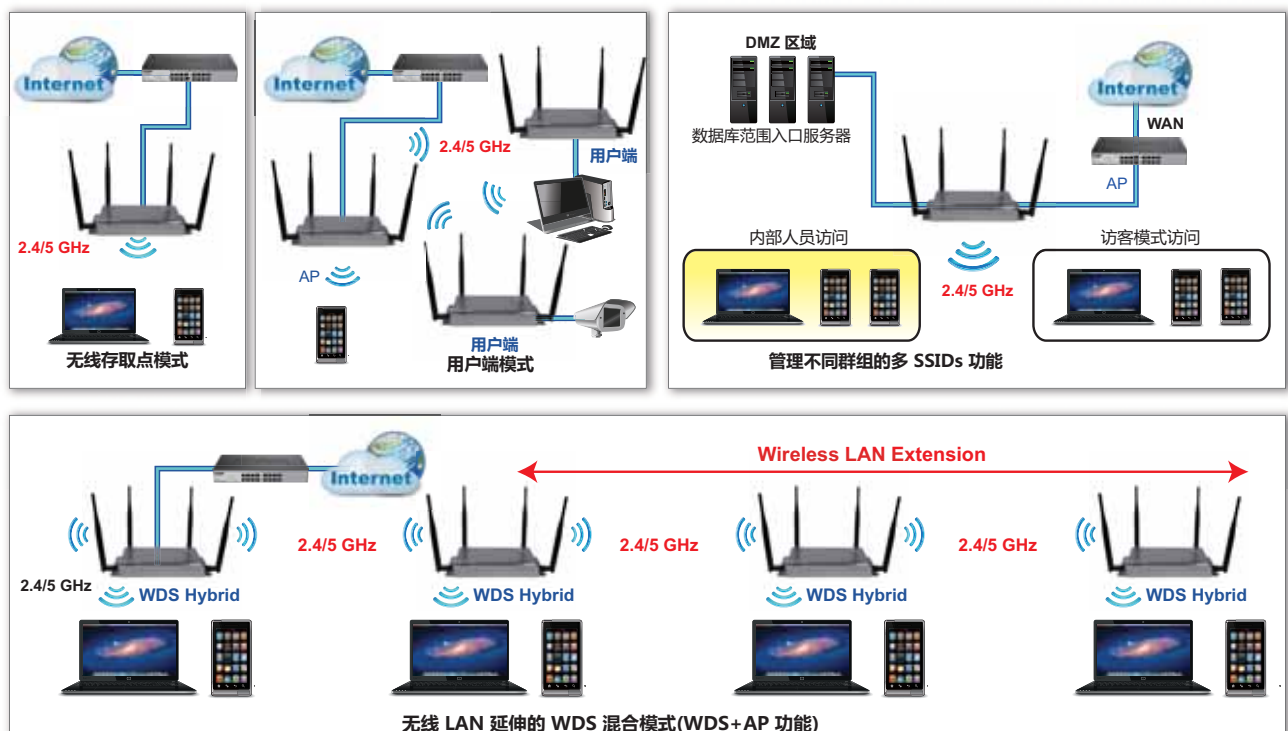 Internet
2.4/5 GHz
无线存取点模式
Internet
2.4/5 GHz
用户端
AP
用户端
用户端模式
DMZ 区域
数据库范围入口服务器
Internet
WAN
AP
内部人员访问
2.4/5 GHz
访客模式访问
管理不同群组的多 SSIDs 功能
Internet
Wireless LAN Extension
2.4/5 GHz
2.4/5 GHz
2.4/5 GHz
2.4/5 GHz
WDS Hybrid
WDS Hybrid
WDS Hybrid
WDS Hybrid
无线 LAN 延伸的 WDS 混合模式(WDS+AP 功能)